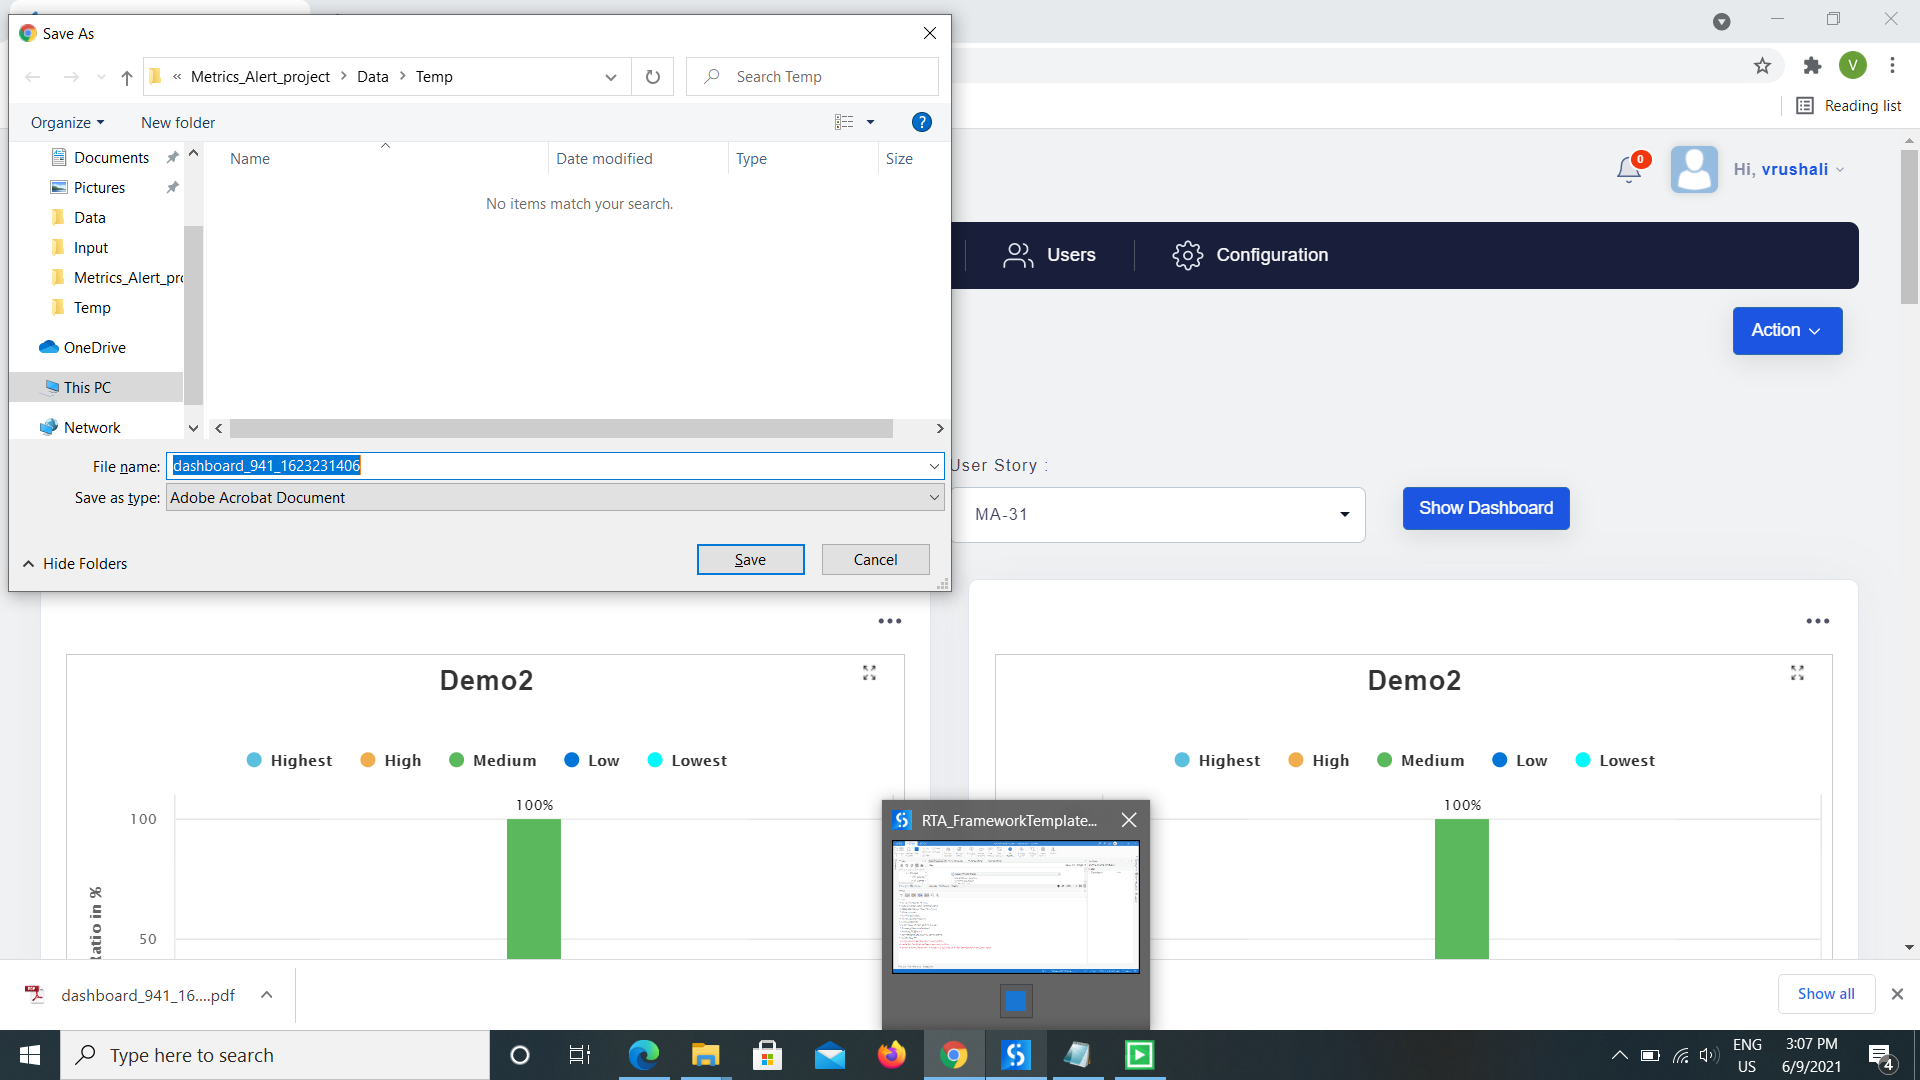 Save As
« Metrics_Alert_project > Data > Temp
Search Temp
Organize
New folder
?
Documents
Pictures
Data
Input
Metrics_Alert_pro
Temp
OneDrive
This PC
Network
Name
Date modified
Type
Size
No items match your search.
File name: dashboard_941_1623231406
Save as type: Adobe Acrobat Document
Hide Folders
Save
Cancel
V
Reading list
0
Hi, vrushali
Users
Configuration
Action
User Story :
MA-31
Show Dashboard
Demo2
Highest High Medium Low Lowest
100%
100
50
Ratio in %
Demo2
Highest High Medium Low Lowest
100%
RTA_FrameworkTemplate...
dashboard_941_16....pdf
Show all
Type here to search
ENG
US
3:07 PM
6/9/2021
4